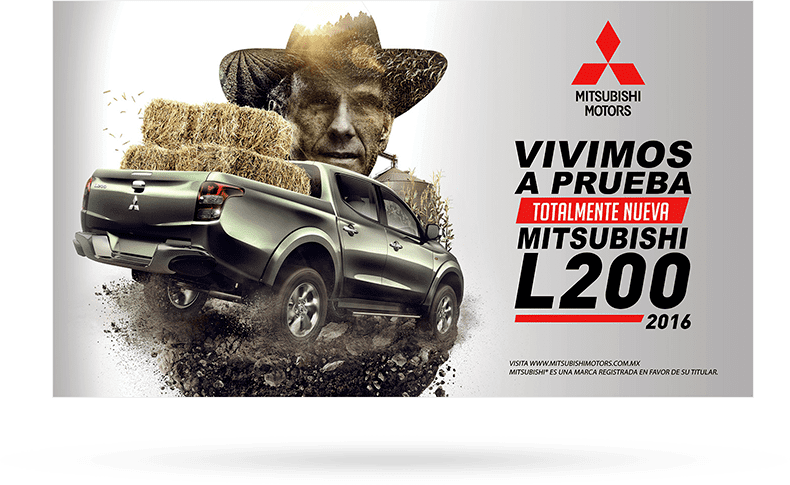 MITSUBISHI
MOTORS
VIVIMOS
A PRUEBA
TOTALMENTE NUEVA
MITSUBISHI
L200
2016
L200
VISITA WWW.MITSUBISHIMOTORS.COM.MX
MITSUBISHI® ES UNA MARCA REGISTRADA EN FAVOR DE SU TITULAR.